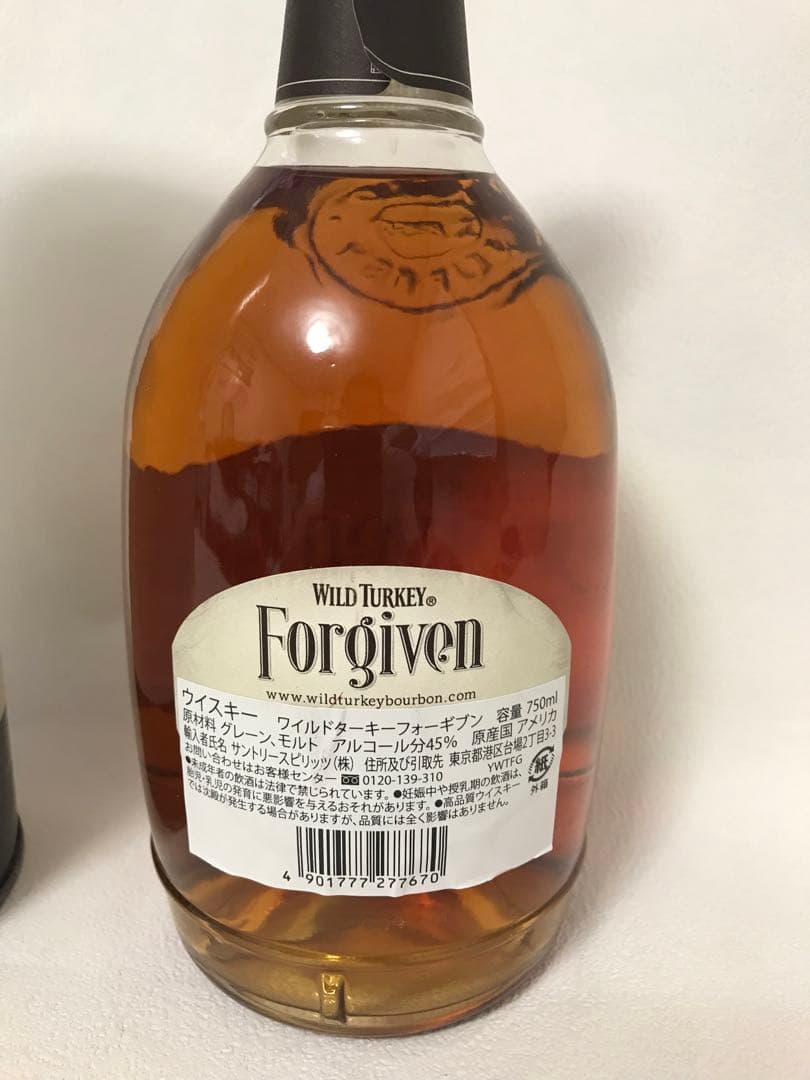 WILD TURKEY®
Forgiven
www.wildturkeybourbon.com
ウイスキー ワイルドターキーフォーギブン 容量 750ml
原材料 グレーン、モルト アルコール分45% 原産国 アメリカ
輸入者氏名 サントリースピリッツ(株) 住所及び引取先 東京都港区台場2丁目3-3
お問い合わせはお客様センター 0120-139-310 YWTFG
●未成年者の飲酒は法律で禁じられています。●妊娠中や授乳期の飲酒は、
胎児・乳児の発育に悪影響を与えるおそれがあります。●高品質ウイスキー
では沈殿が発生する場合がありますが、品質には全く影響はありません。
紙
外箱
4 901777 277670